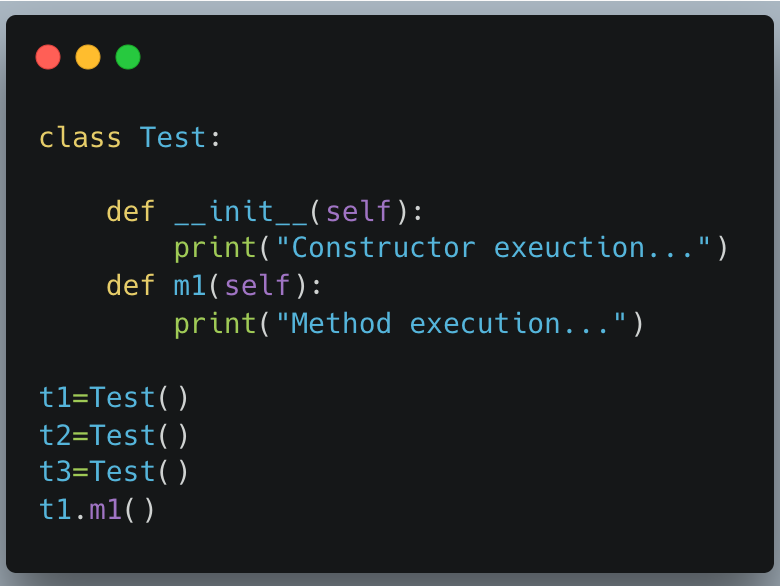 class Test:
    def __init__(self):
        print("Constructor exeuction...")
    def m1(self):
        print("Method execution...")
t1=Test()
t2=Test()
t3=Test()
t1.m1()